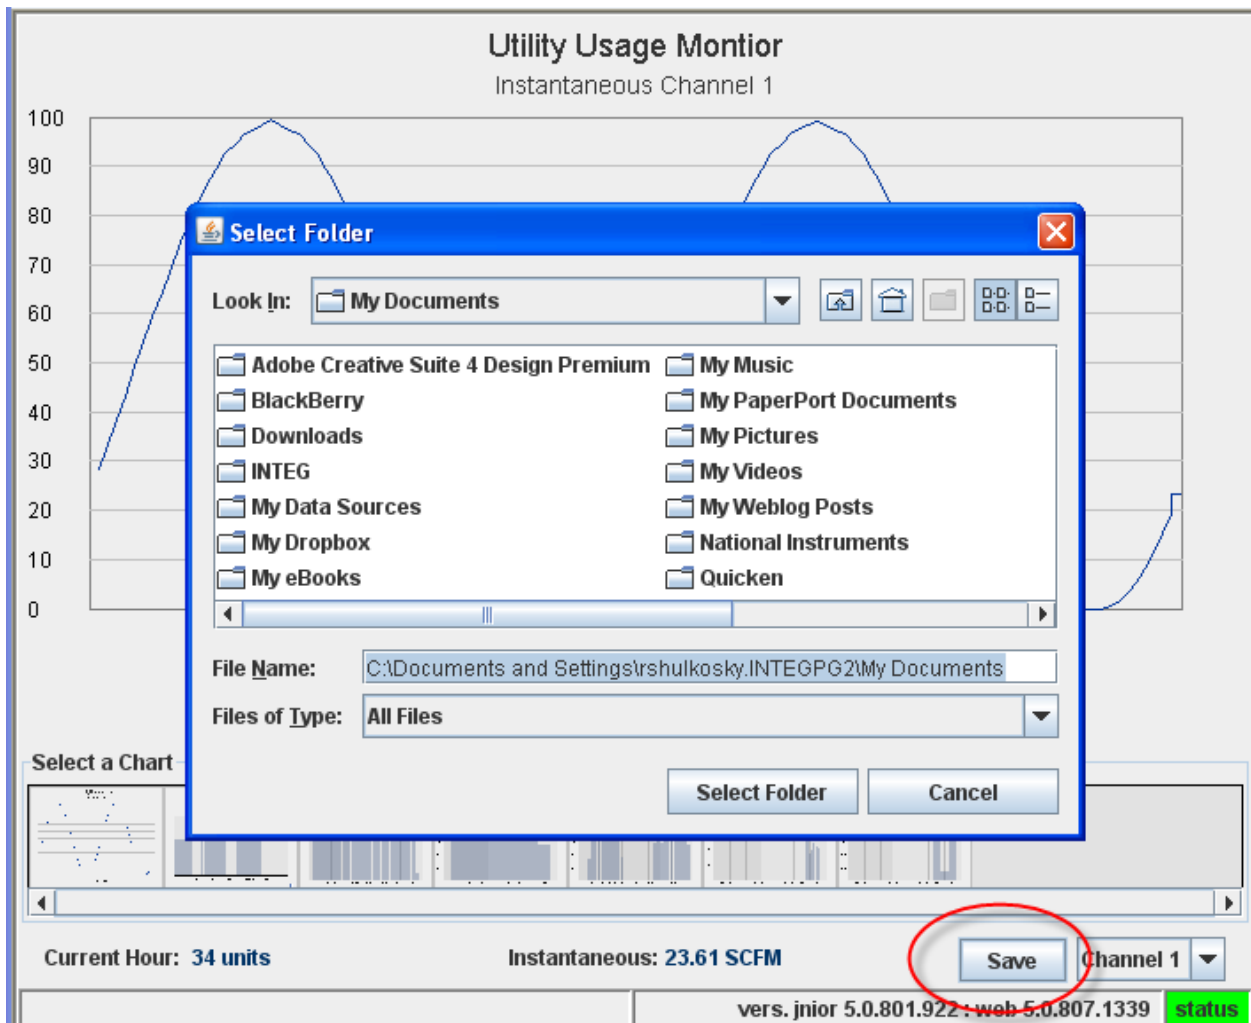 Utility Usage Montior
Instantaneous Channel 1
100
90
80
70
60
50
40
30
20
10
0
Select Folder
Look In: My Documents
Adobe Creative Suite 4 Design Premium My Music
BlackBerry My PaperPort Documents
Downloads My Pictures
INTEG My Videos
My Data Sources My Weblog Posts
My Dropbox National Instruments
My eBooks Quicken
File Name: C:\Documents and Settings\rshulkosky.INTEGPG2\My Documents
Files of Type: All Files
Select Folder Cancel
Select a Chart
Current Hour: 34 units Instantaneous: 23.61 SCFM Save Channel 1
vers. jnior 5.0.801.922 : web 5.0.807.1339 status